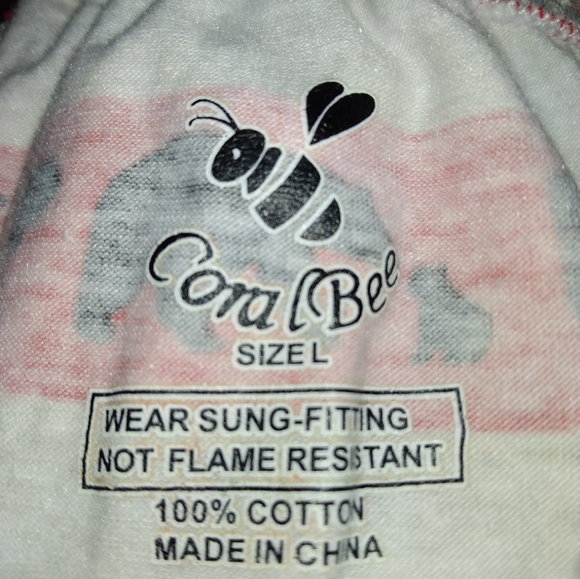 Coral Bee
SIZE L
WEAR SUNG-FITTING
NOT FLAME RESISTANT
100% COTTON
MADE IN CHINA